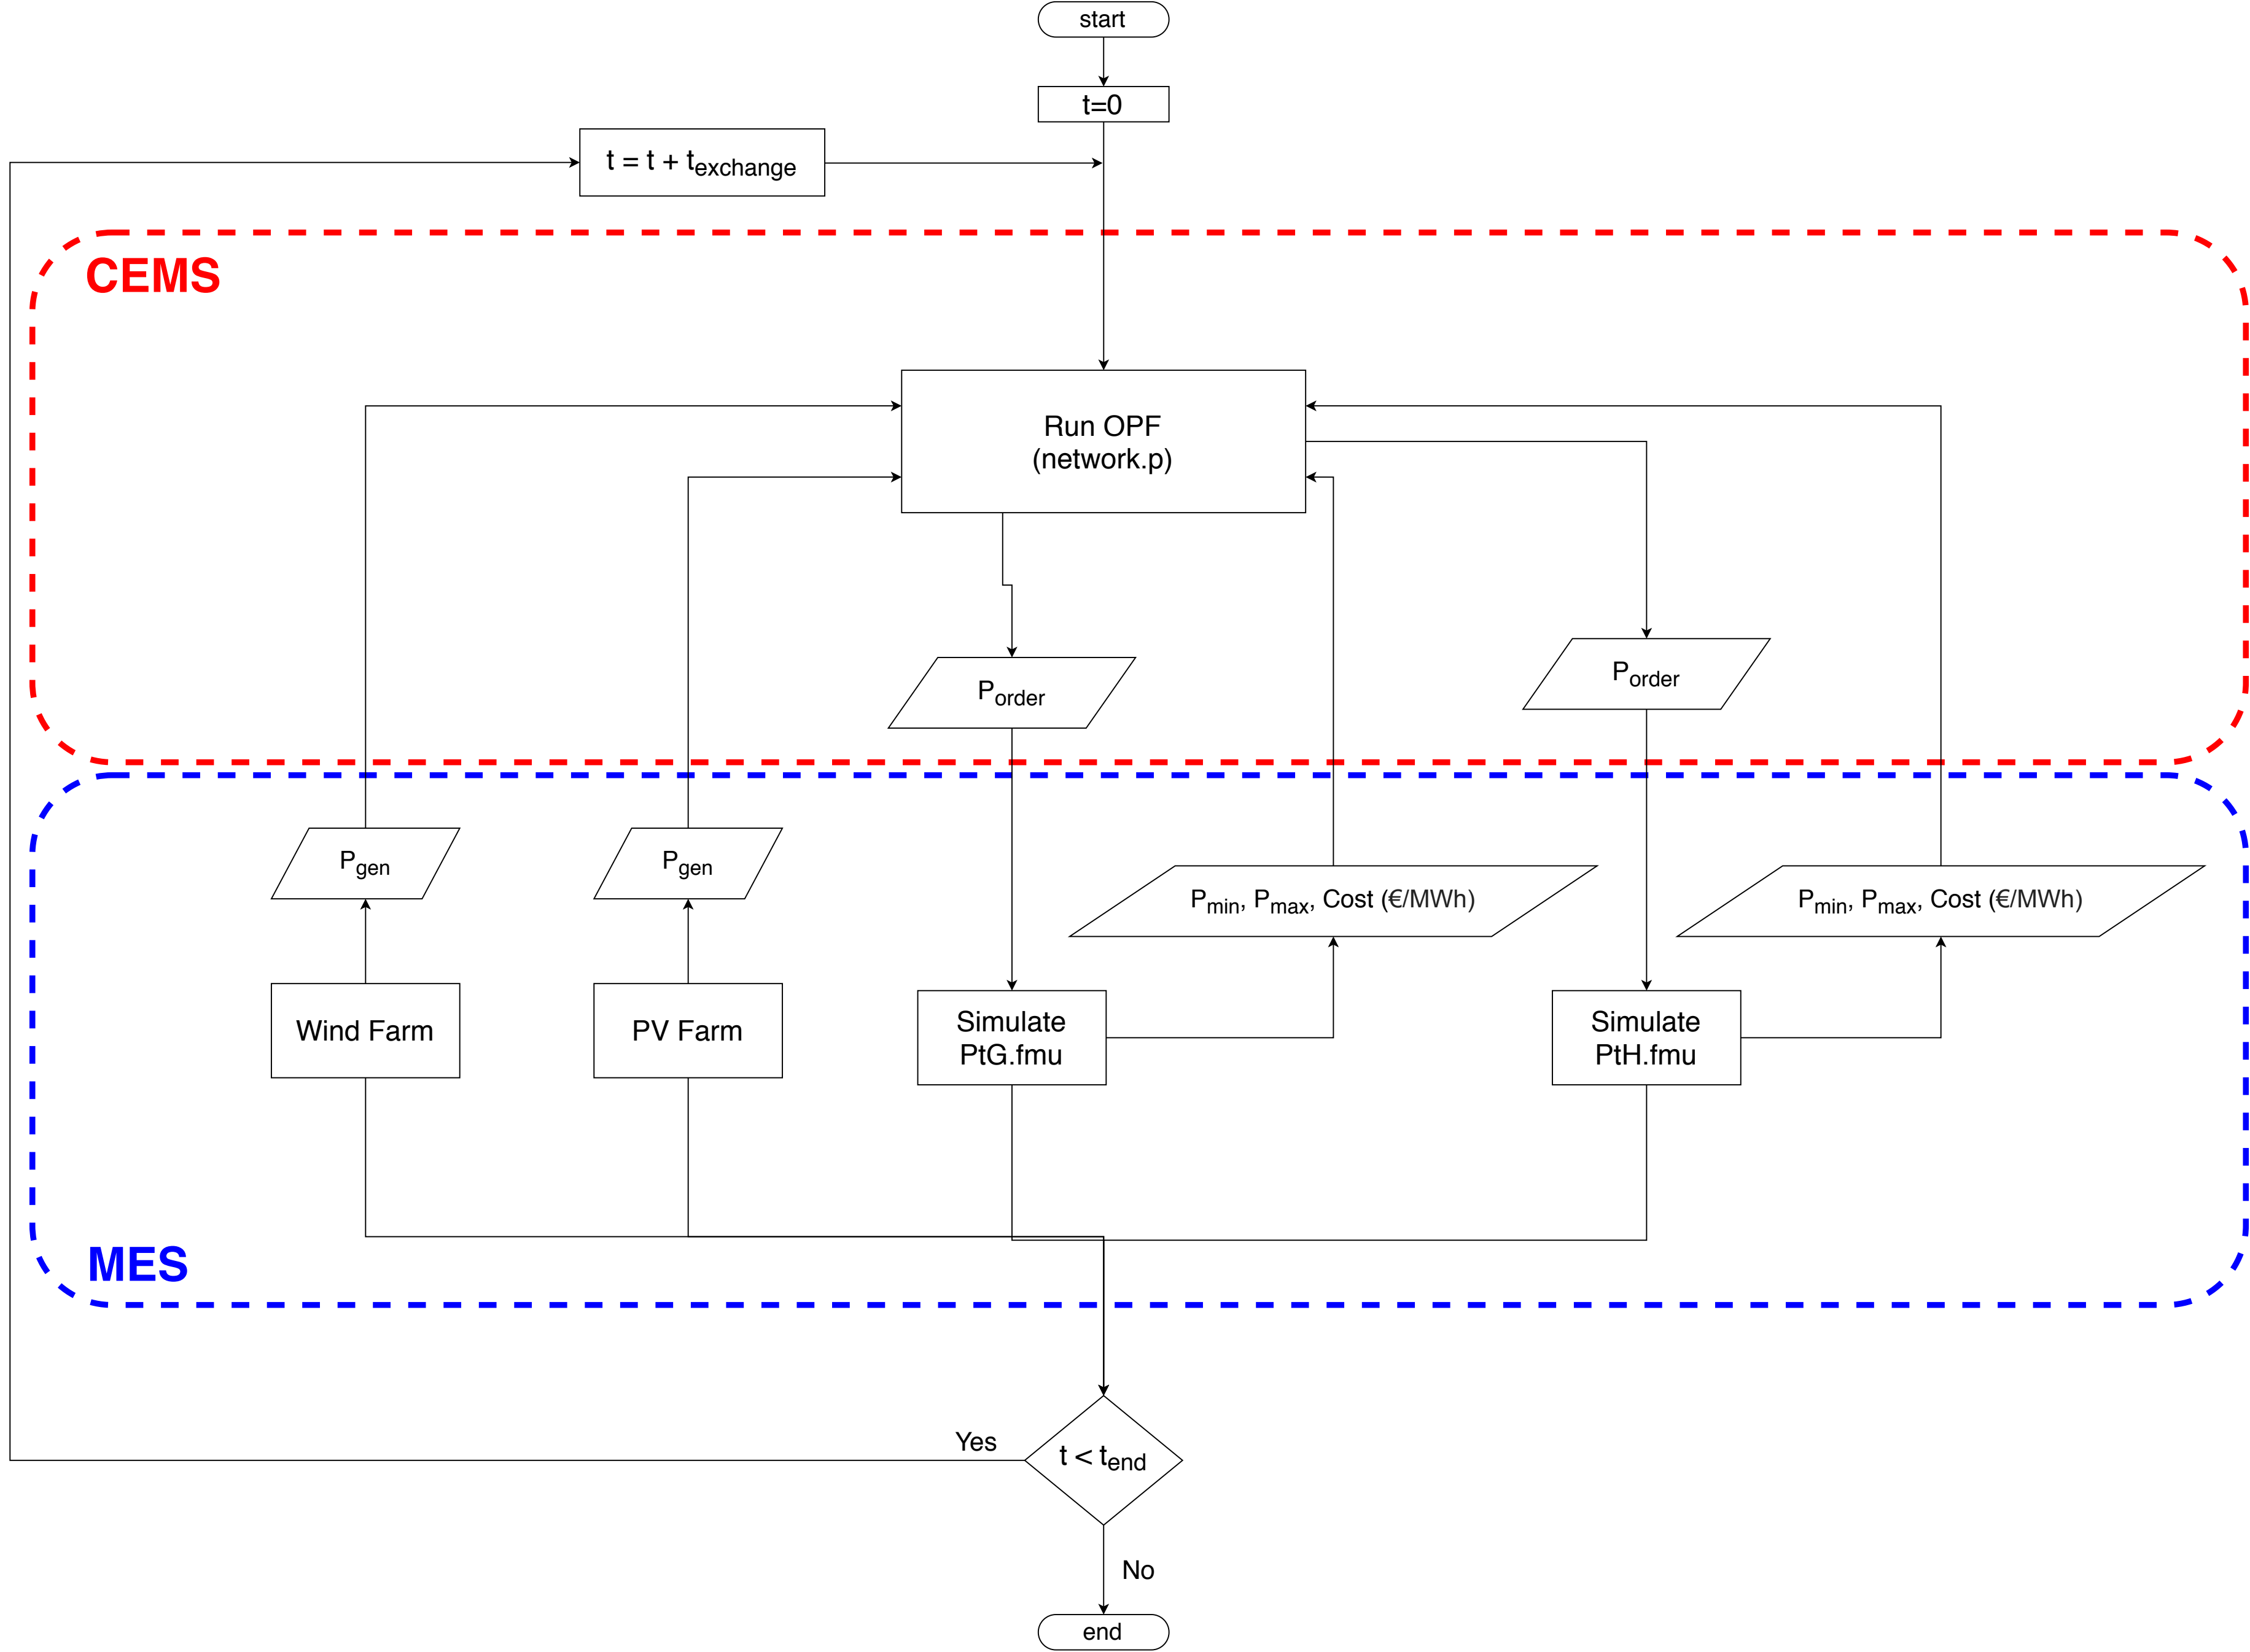 start
t=0
t = t + texchange
CEMS
Run OPF
(network.p)
Porder
Porder
Pgen
Pgen
Pmin, Pmax, Cost (€/MWh)
Pmin, Pmax, Cost (€/MWh)
Wind Farm
PV Farm
Simulate
PtG.fmu
Simulate
PtH.fmu
MES
Yes
t < tend
No
end